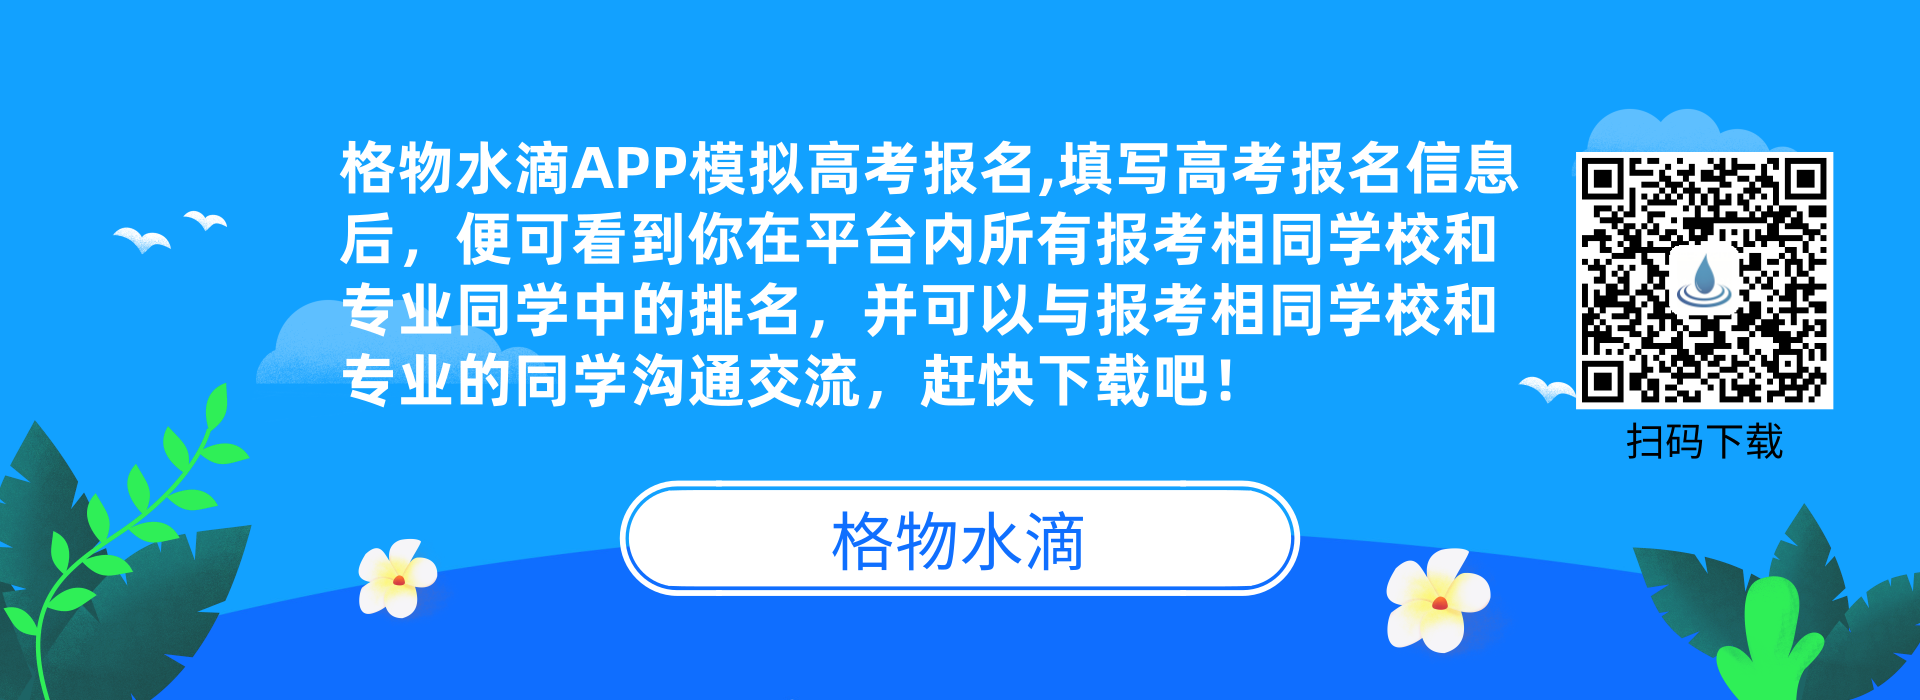 格物水滴APP模拟高考报名,填写高考报名信息
后，便可看到你在平台内所有报考相同学校和
专业同学中的排名，并可以与报考相同学校和
专业的同学沟通交流，赶快下载吧！
扫码下载
格物水滴